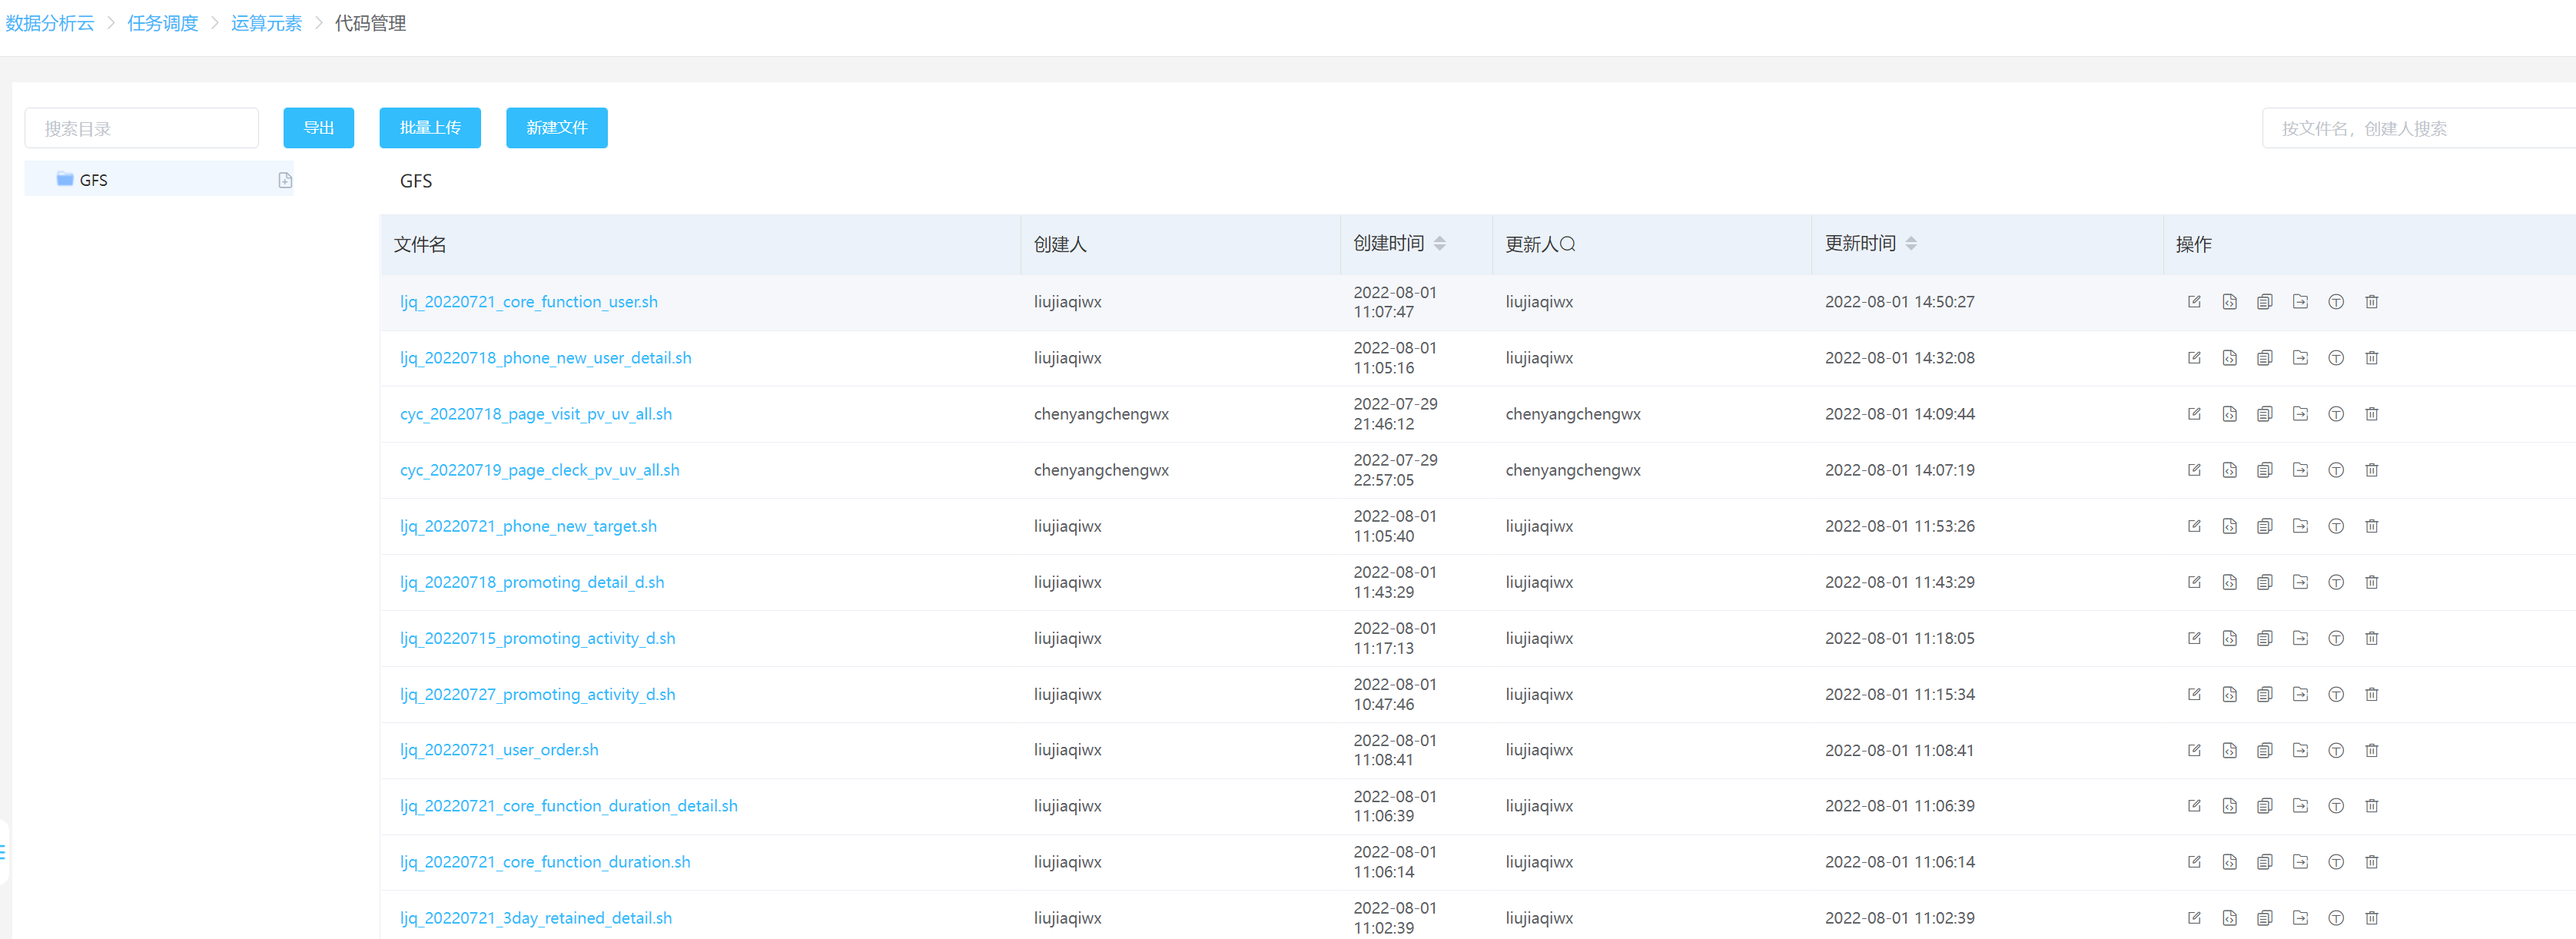 数据分析云 > 任务调度 > 运算元素 > 代码管理
搜索目录 导出 批量上传 新建文件 按文件名，创建人搜索
GFS
GFS
文件名 创建人 创建时间 更新人 更新时间 操作
ljq_20220721_core_function_user.sh liujiaqiwx 2022-08-01 11:07:47 liujiaqiwx 2022-08-01 14:50:27
ljq_20220718_phone_new_user_detail.sh liujiaqiwx 2022-08-01 11:05:16 liujiaqiwx 2022-08-01 14:32:08
cyc_20220718_page_visit_pv_uv_all.sh chenyangchengwx 2022-07-29 21:46:12 chenyangchengwx 2022-08-01 14:09:44
cyc_20220719_page_cleck_pv_uv_all.sh chenyangchengwx 2022-07-29 22:57:05 chenyangchengwx 2022-08-01 14:07:19
ljq_20220721_phone_new_target.sh liujiaqiwx 2022-08-01 11:05:40 liujiaqiwx 2022-08-01 11:53:26
ljq_20220718_promoting_detail_d.sh liujiaqiwx 2022-08-01 11:43:29 liujiaqiwx 2022-08-01 11:43:29
ljq_20220715_promoting_activity_d.sh liujiaqiwx 2022-08-01 11:17:13 liujiaqiwx 2022-08-01 11:18:05
ljq_20220727_promoting_activity_d.sh liujiaqiwx 2022-08-01 10:47:46 liujiaqiwx 2022-08-01 11:15:34
ljq_20220721_user_order.sh liujiaqiwx 2022-08-01 11:08:41 liujiaqiwx 2022-08-01 11:08:41
ljq_20220721_core_function_duration_detail.sh liujiaqiwx 2022-08-01 11:06:39 liujiaqiwx 2022-08-01 11:06:39
ljq_20220721_core_function_duration.sh liujiaqiwx 2022-08-01 11:06:14 liujiaqiwx 2022-08-01 11:06:14
ljq_20220721_3day_retained_detail.sh liujiaqiwx 2022-08-01 11:02:39 liujiaqiwx 2022-08-01 11:02:39